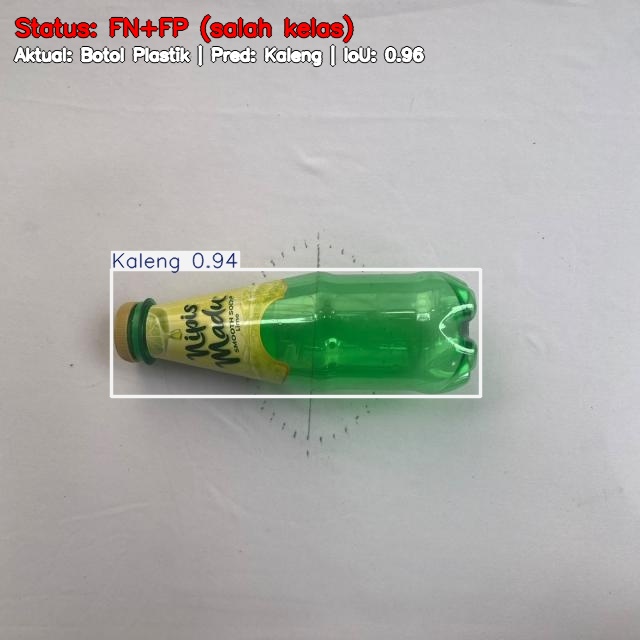 Status: FN+FP (salah kelas)
Aktual: Botol Plastik | Pred: Kaleng | IoU: 0.96
Kaleng 0.94
Nipis
Madu
SMOOTH SODA
Lime